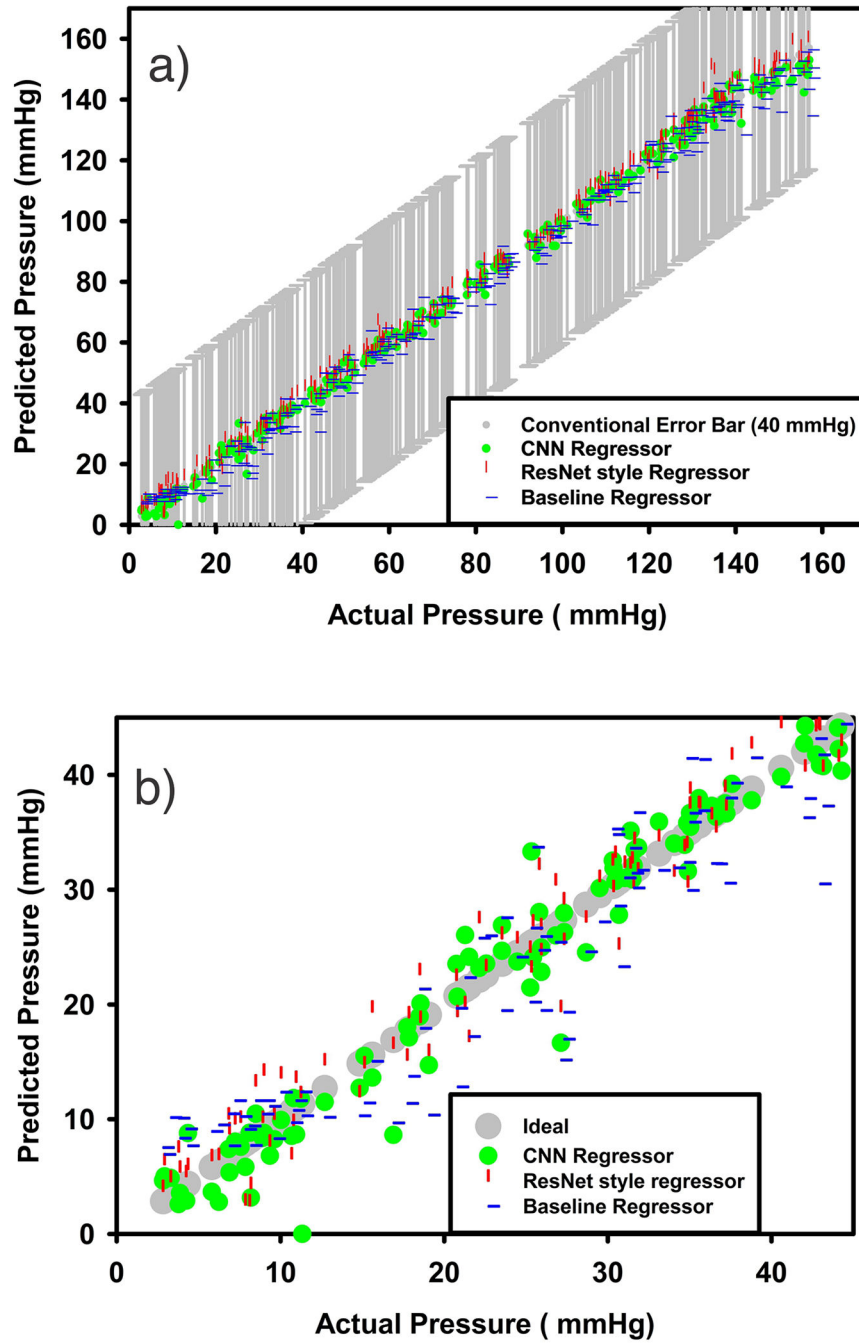 a)
Predicted Pressure (mmHg)
160
140
120
100
80
60
40
20
0
Conventional Error Bar (40 mmHg)
CNN Regressor
ResNet style Regressor
Baseline Regressor
0 20 40 60 80 100 120 140 160
Actual Pressure ( mmHg)
b)
Predicted Pressure (mmHg)
40
30
20
10
0
Ideal
CNN Regressor
ResNet style regressor
Baseline Regressor
0 10 20 30 40
Actual Pressure ( mmHg)